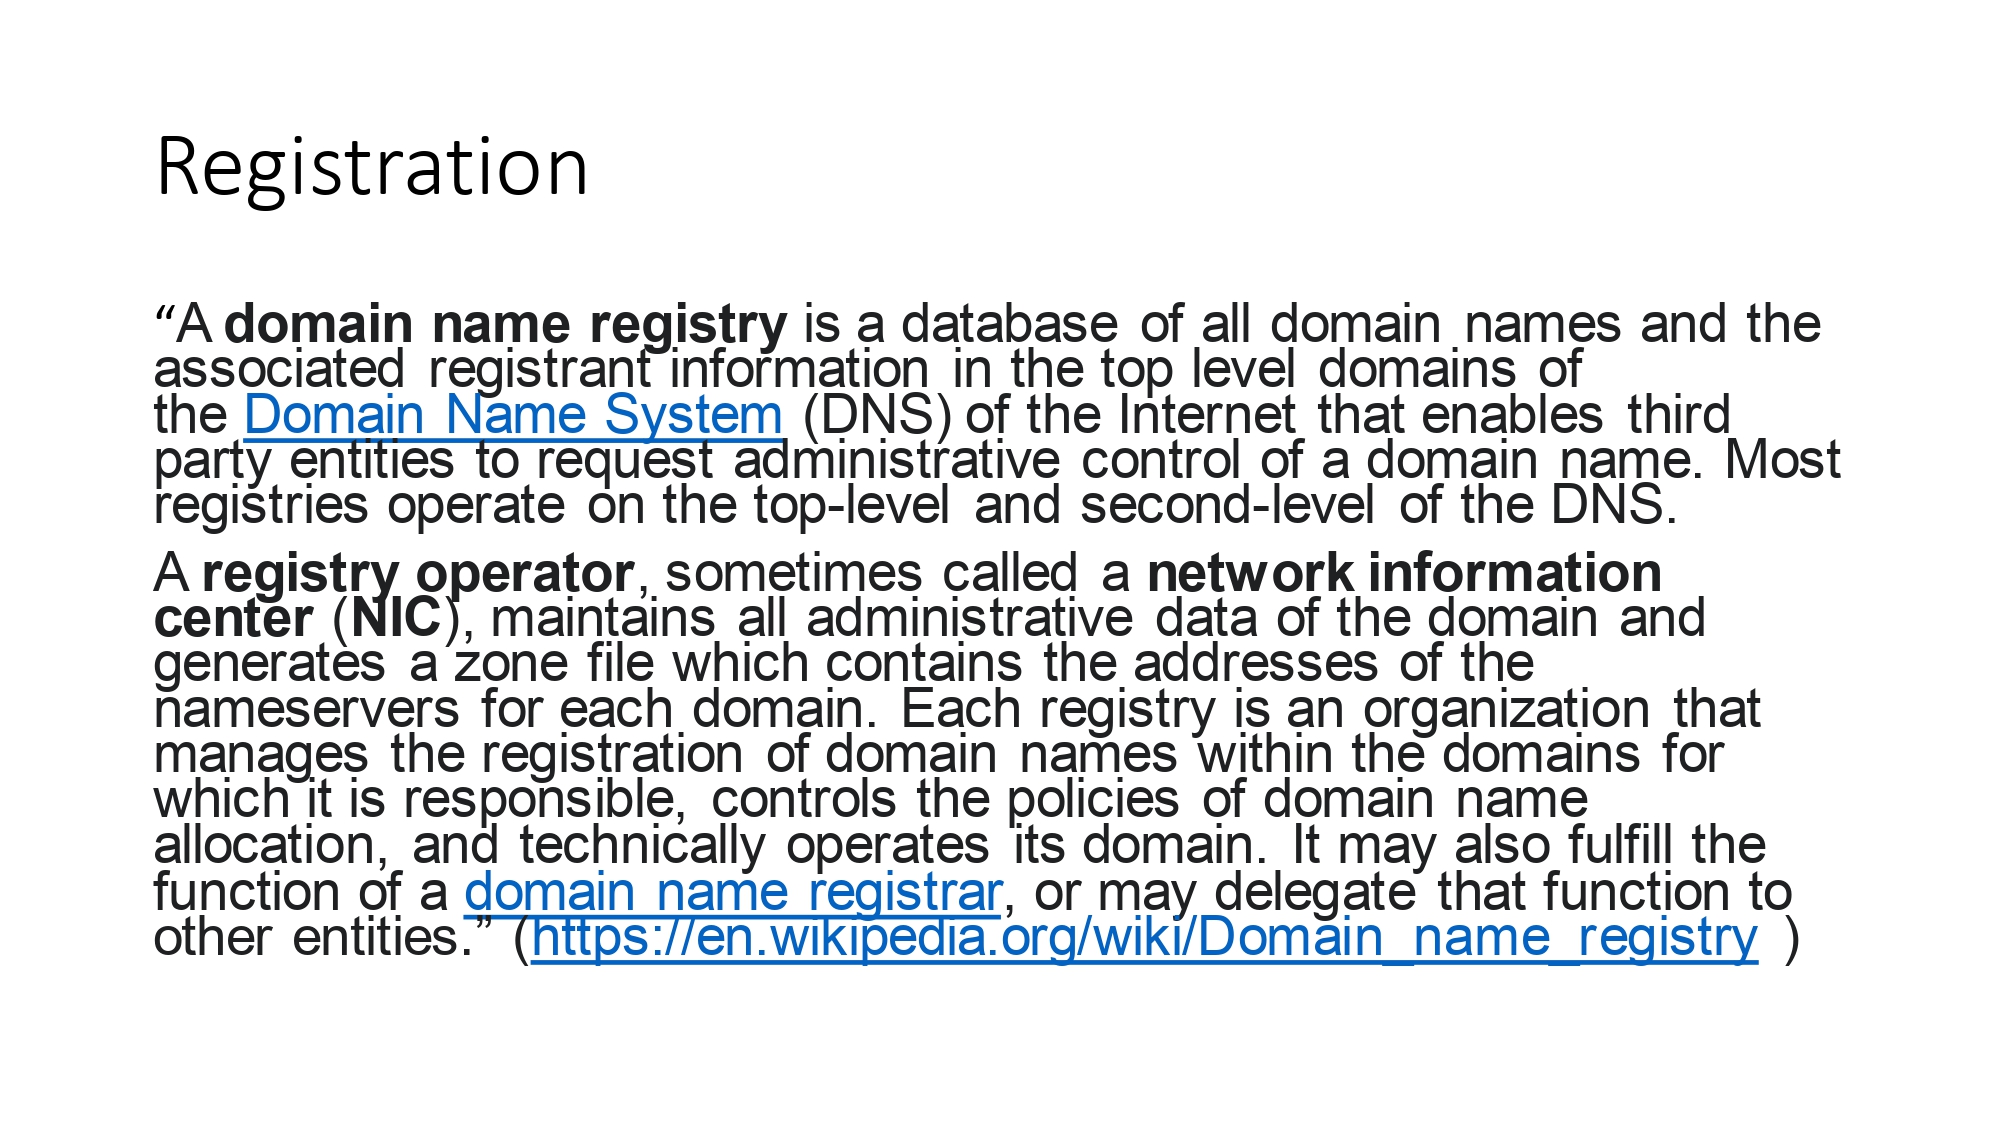 Registration
“A domain name registry is a database of all domain names and the
associated registrant information in the top level domains of
the Domain Name System (DNS) of the Internet that enables third
party entities to request administrative control of a domain name. Most
registries operate on the top-level and second-level of the DNS.
A registry operator, sometimes called a network information
center (NIC), maintains all administrative data of the domain and
generates a zone file which contains the addresses of the
nameservers for each domain. Each registry is an organization that
manages the registration of domain names within the domains for
which it is responsible, controls the policies of domain name
allocation, and technically operates its domain. It may also fulfill the
function of a domain name registrar, or may delegate that function to
other entities.” (https://en.wikipedia.org/wiki/Domain_name_registry )